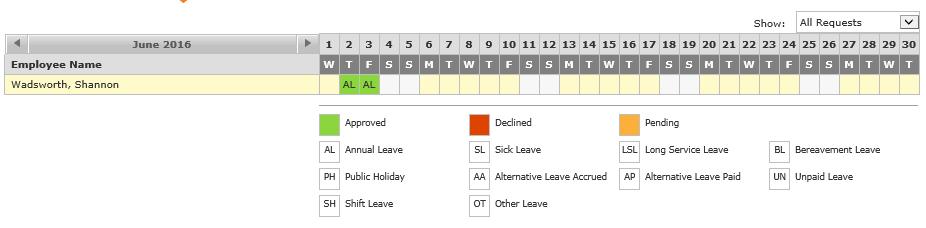 Show: All Requests
June 2016 1 2 3 4 5 6 7 8 9 10 11 12 13 14 15 16 17 18 19 20 21 22 23 24 25 26 27 28 29 30
Employee Name W T F S S M T W T F S S M T W T F S S M T W T F S S M T W T
Wadsworth, Shannon AL AL
Approved Declined Pending
AL Annual Leave SL Sick Leave LSL Long Service Leave BL Bereavement Leave
PH Public Holiday AA Alternative Leave Accrued AP Alternative Leave Paid UN Unpaid Leave
SH Shift Leave OT Other Leave